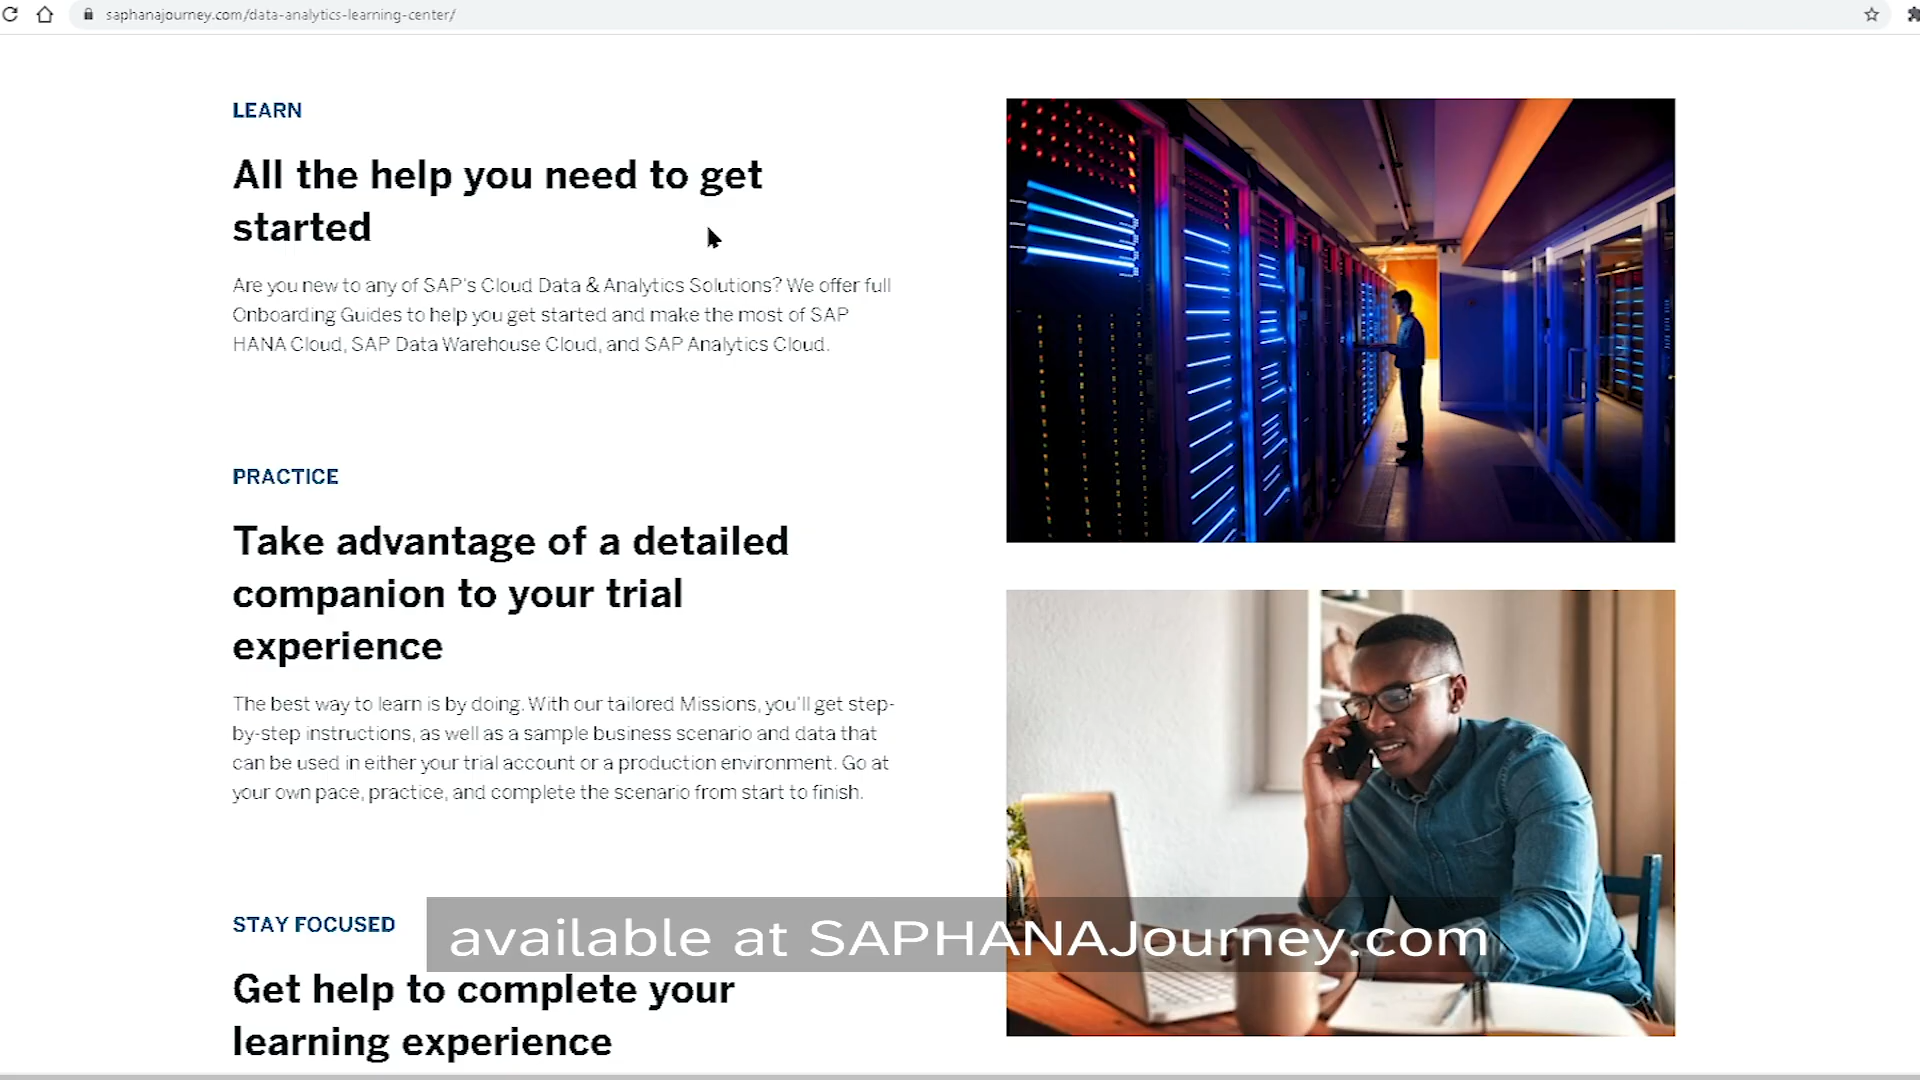 saphanajourney.com/data-analytics-learning-center/
LEARN
All the help you need to get
started
Are you new to any of SAP's Cloud Data & Analytics Solutions? We offer full
Onboarding Guides to help you get started and make the most of SAP
HANA Cloud, SAP Data Warehouse Cloud, and SAP Analytics Cloud.
PRACTICE
Take advantage of a detailed
companion to your trial
experience
The best way to learn is by doing. With our tailored Missions, you'll get step-
by-step instructions, as well as a sample business scenario and data that
can be used in either your trial account or a production environment. Go at
your own pace, practice, and complete the scenario from start to finish.
STAY FOCUSED
available at SAPHANAJourney.com
Get help to complete your
learning experience